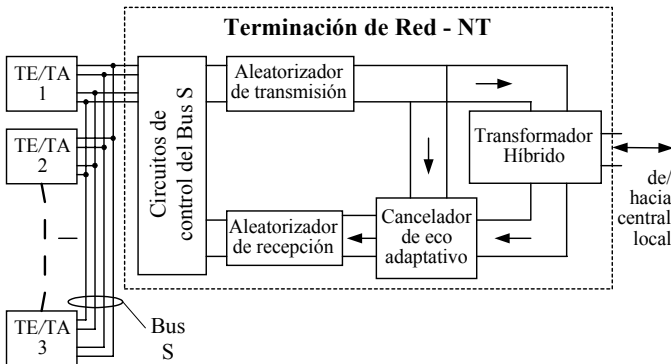 Terminación de Red - NT
TE/TA
1
TE/TA
2
TE/TA
3
Bus
S
Circuitos de
control del Bus S
Aleatorizador
de transmisión
Aleatorizador
de recepción
Cancelador
de eco
adaptativo
Transformador
Híbrido
de/
hacia
central
local